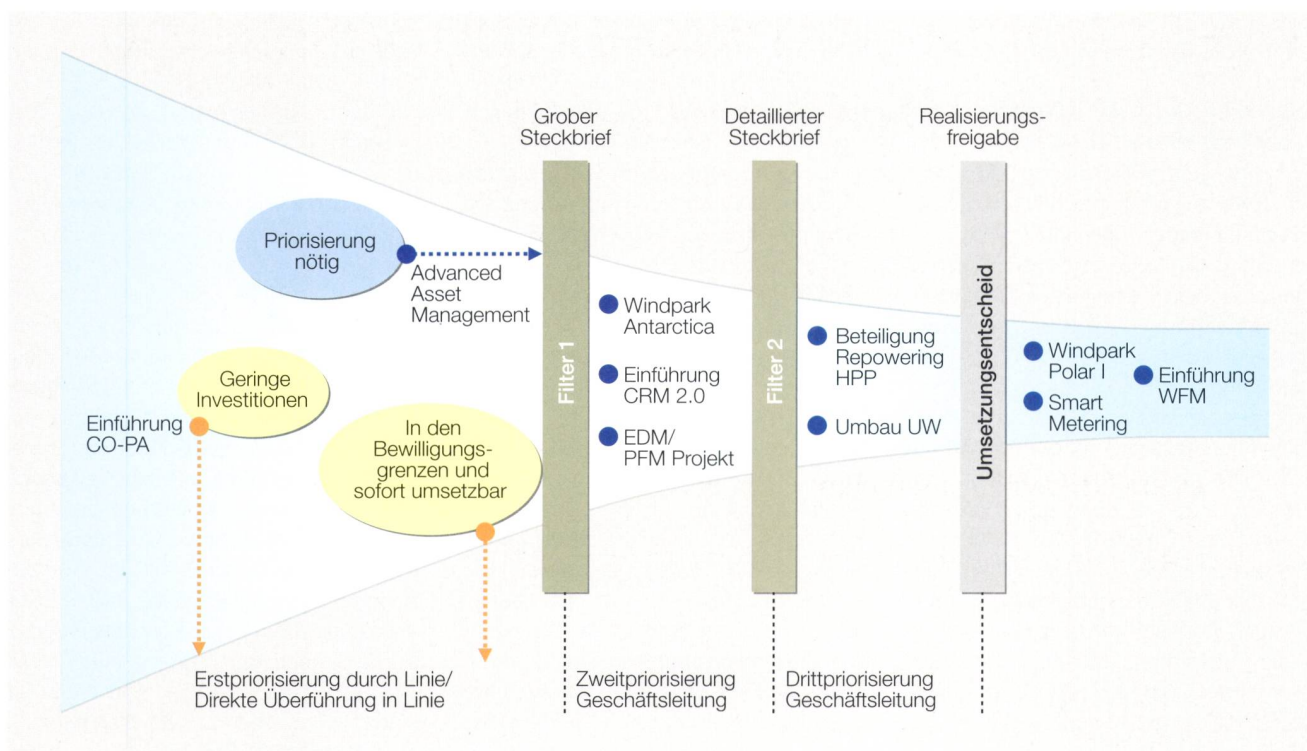 Grober
Steckbrief
Detaillierter
Steckbrief
Realisierungs-
freigabe
Priorisierung
nötig
Advanced
Asset
Management
Geringe
Investitionen
Einführung
CO-PA
In den
Bewilligungs-
grenzen und
sofort umsetzbar
Filter 1
Windpark
Antarctica
Einführung
CRM 2.0
EDM/
PFM Projekt
Filter 2
Beteiligung
Repowering
HPP
Umbau UW
Umsetzungsentscheid
Windpark
Polar I
Smart
Metering
Einführung
WFM
Erstpriorisierung durch Linie/
Direkte Überführung in Linie
Zweitpriorisierung
Geschäftsleitung
Drittpriorisierung
Geschäftsleitung